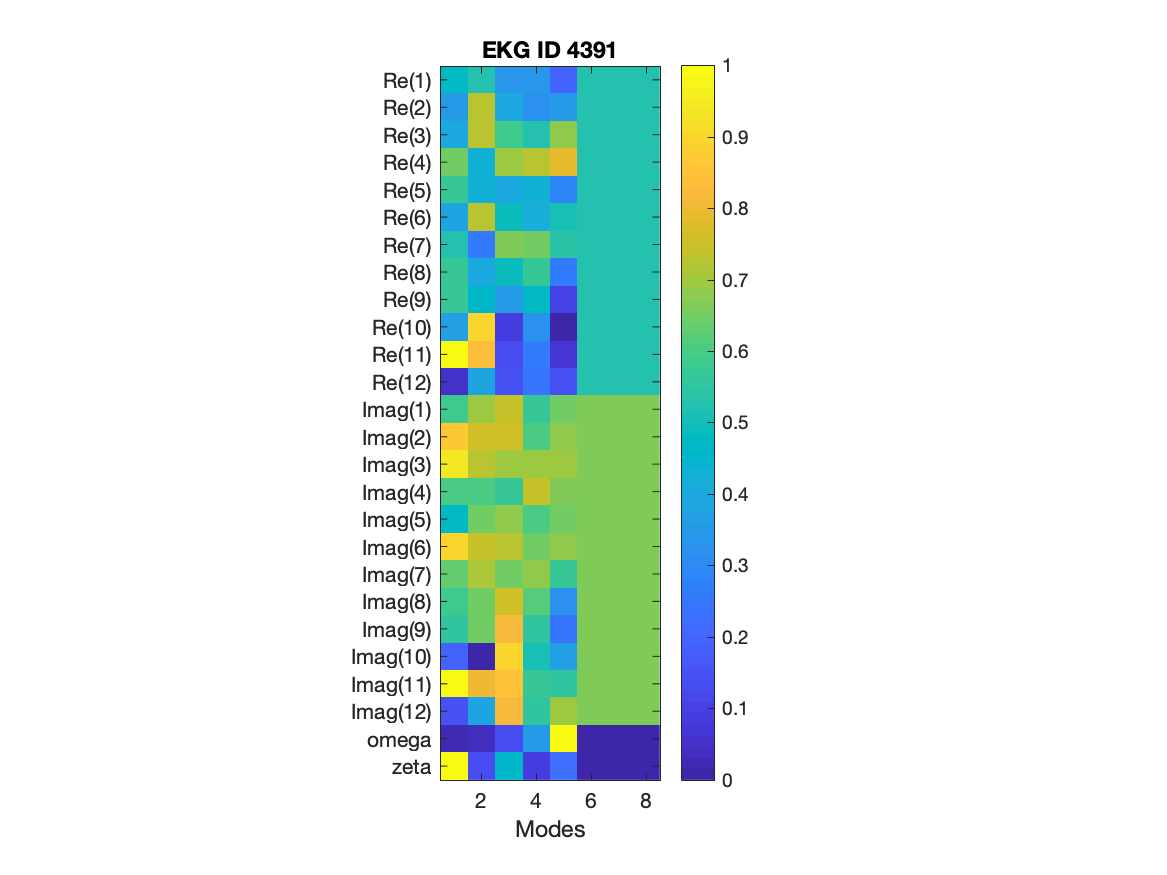 EKG ID 4391
Re(1)
Re(2)
Re(3)
Re(4)
Re(5)
Re(6)
Re(7)
Re(8)
Re(9)
Re(10)
Re(11)
Re(12)
Imag(1)
Imag(2)
Imag(3)
Imag(4)
Imag(5)
Imag(6)
Imag(7)
Imag(8)
Imag(9)
Imag(10)
Imag(11)
Imag(12)
omega
zeta
2 4 6 8
Modes
1
0.9
0.8
0.7
0.6
0.5
0.4
0.3
0.2
0.1
0